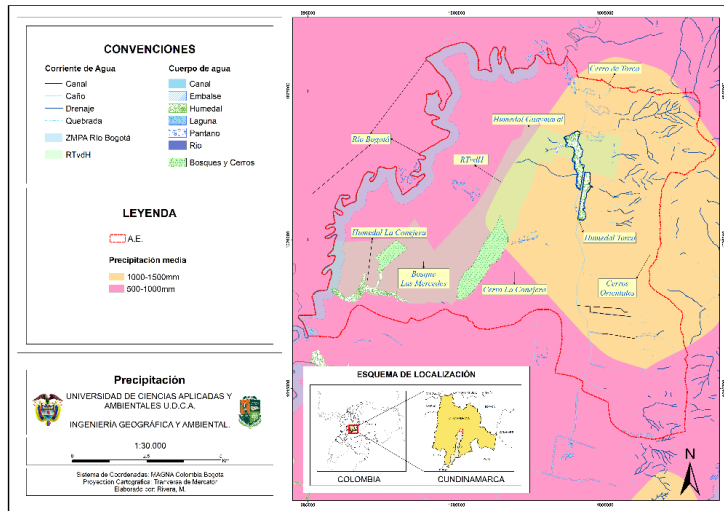 CONVENCIONES
Corriente de Agua
Canal
Caño
Drenaje
Quebrada
ZMPA Río Bogotá
RTvdH
Cuerpo de agua
Canal
Embalse
Humedal
Laguna
Pantano
Río
Bosques y Cerros
LEYENDA
A.E.
Precipitación media
1000-1500mm
500-1000mm
Precipitación
UNIVERSIDAD DE CIENCIAS APLICADAS Y
AMBIENTALES U.D.C.A.
INGENIERÍA GEOGRÁFICA Y AMBIENTAL.
1:30.000
Sistema de Coordenadas: MAGNA Colombia Bogota
Proyección Cartografica: Tranverse de Mercator
Elaborado por: Rivera, M.
Cerro de Torca
Humedal Guaymaral
Río Bogotá
RTvdH
Humedal La Conejera
Humedal Torca
Bosque
Las Mercedes
Cerro La Conejera
Cerros
Orientales
ESQUEMA DE LOCALIZACIÓN
COLOMBIA
CUNDINAMARCA
N